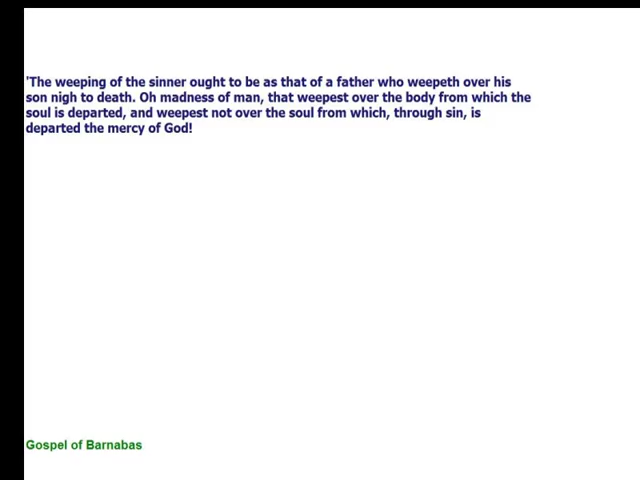 'The weeping of the sinner ought to be as that of a father who weepeth over his
son nigh to death. Oh madness of man, that weepest over the body from which the
soul is departed, and weepest not over the soul from which, through sin, is
departed the mercy of God!
Gospel of Barnabas